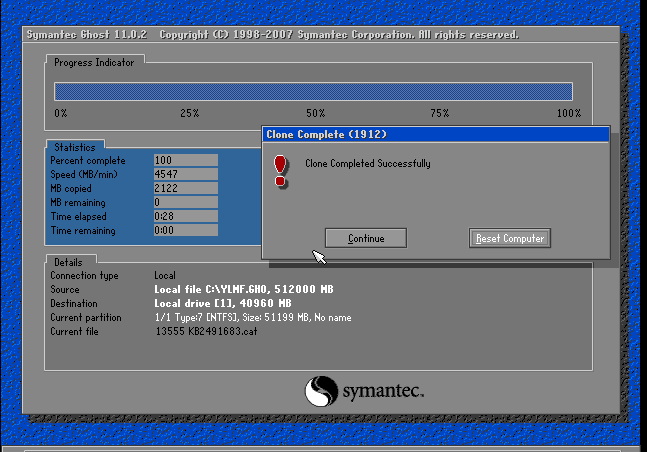 Symantec Ghost 11.0.2 Copyright (C) 1998-2007 Symantec Corporation. All rights reserved.
Progress Indicator
0% 25% 50% 75% 100%
Clone Complete (1912)
Clone Completed Successfully
Continue Reset Computer
Statistics
Percent complete 100
Speed (MB/min) 4547
MB copied 2122
MB remaining 0
Time elapsed 0:28
Time remaining 0:00
Details
Connection type Local
Source Local file C:\YLMF.GHO, 512000 MB
Destination Local drive [1], 40960 MB
Current partition 1/1 Type:7 [NTFS], Size: 51199 MB, No name
Current file 13555 KB2491683.cat
symantec.